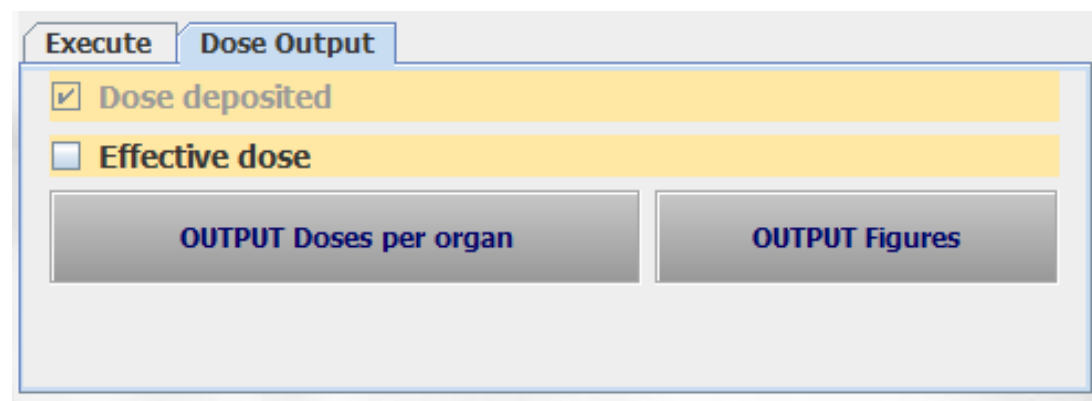 Execute Dose Output
Dose deposited
Effective dose
OUTPUT Doses per organ OUTPUT Figures